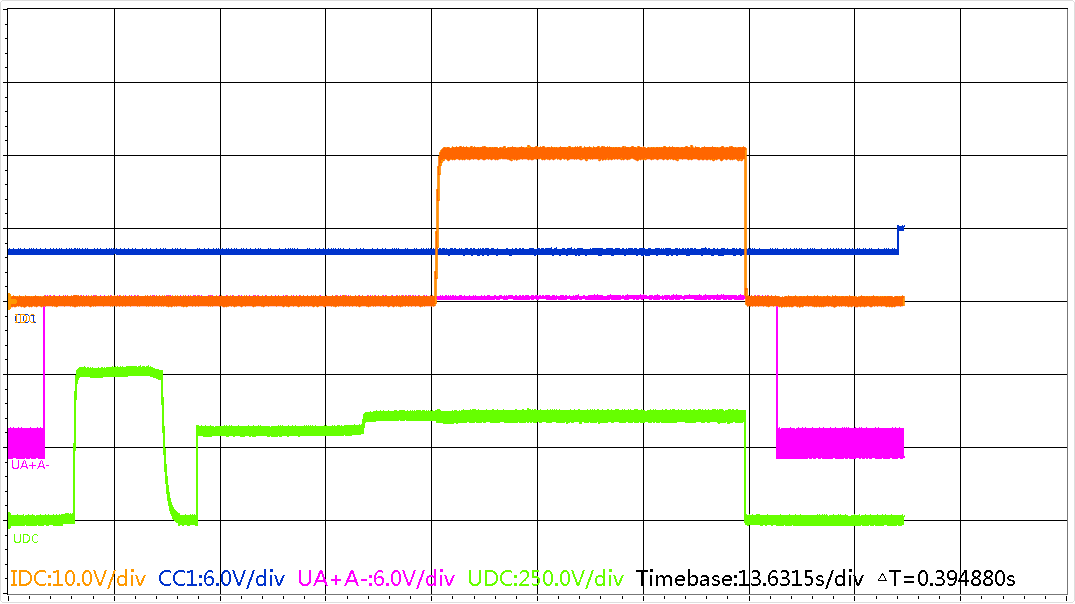 CC1
UA+A-
UDC
IDC:10.0V/div CC1:6.0V/div UA+A-:6.0V/div UDC:250.0V/div Timebase:13.6315s/div △T=0.394880s